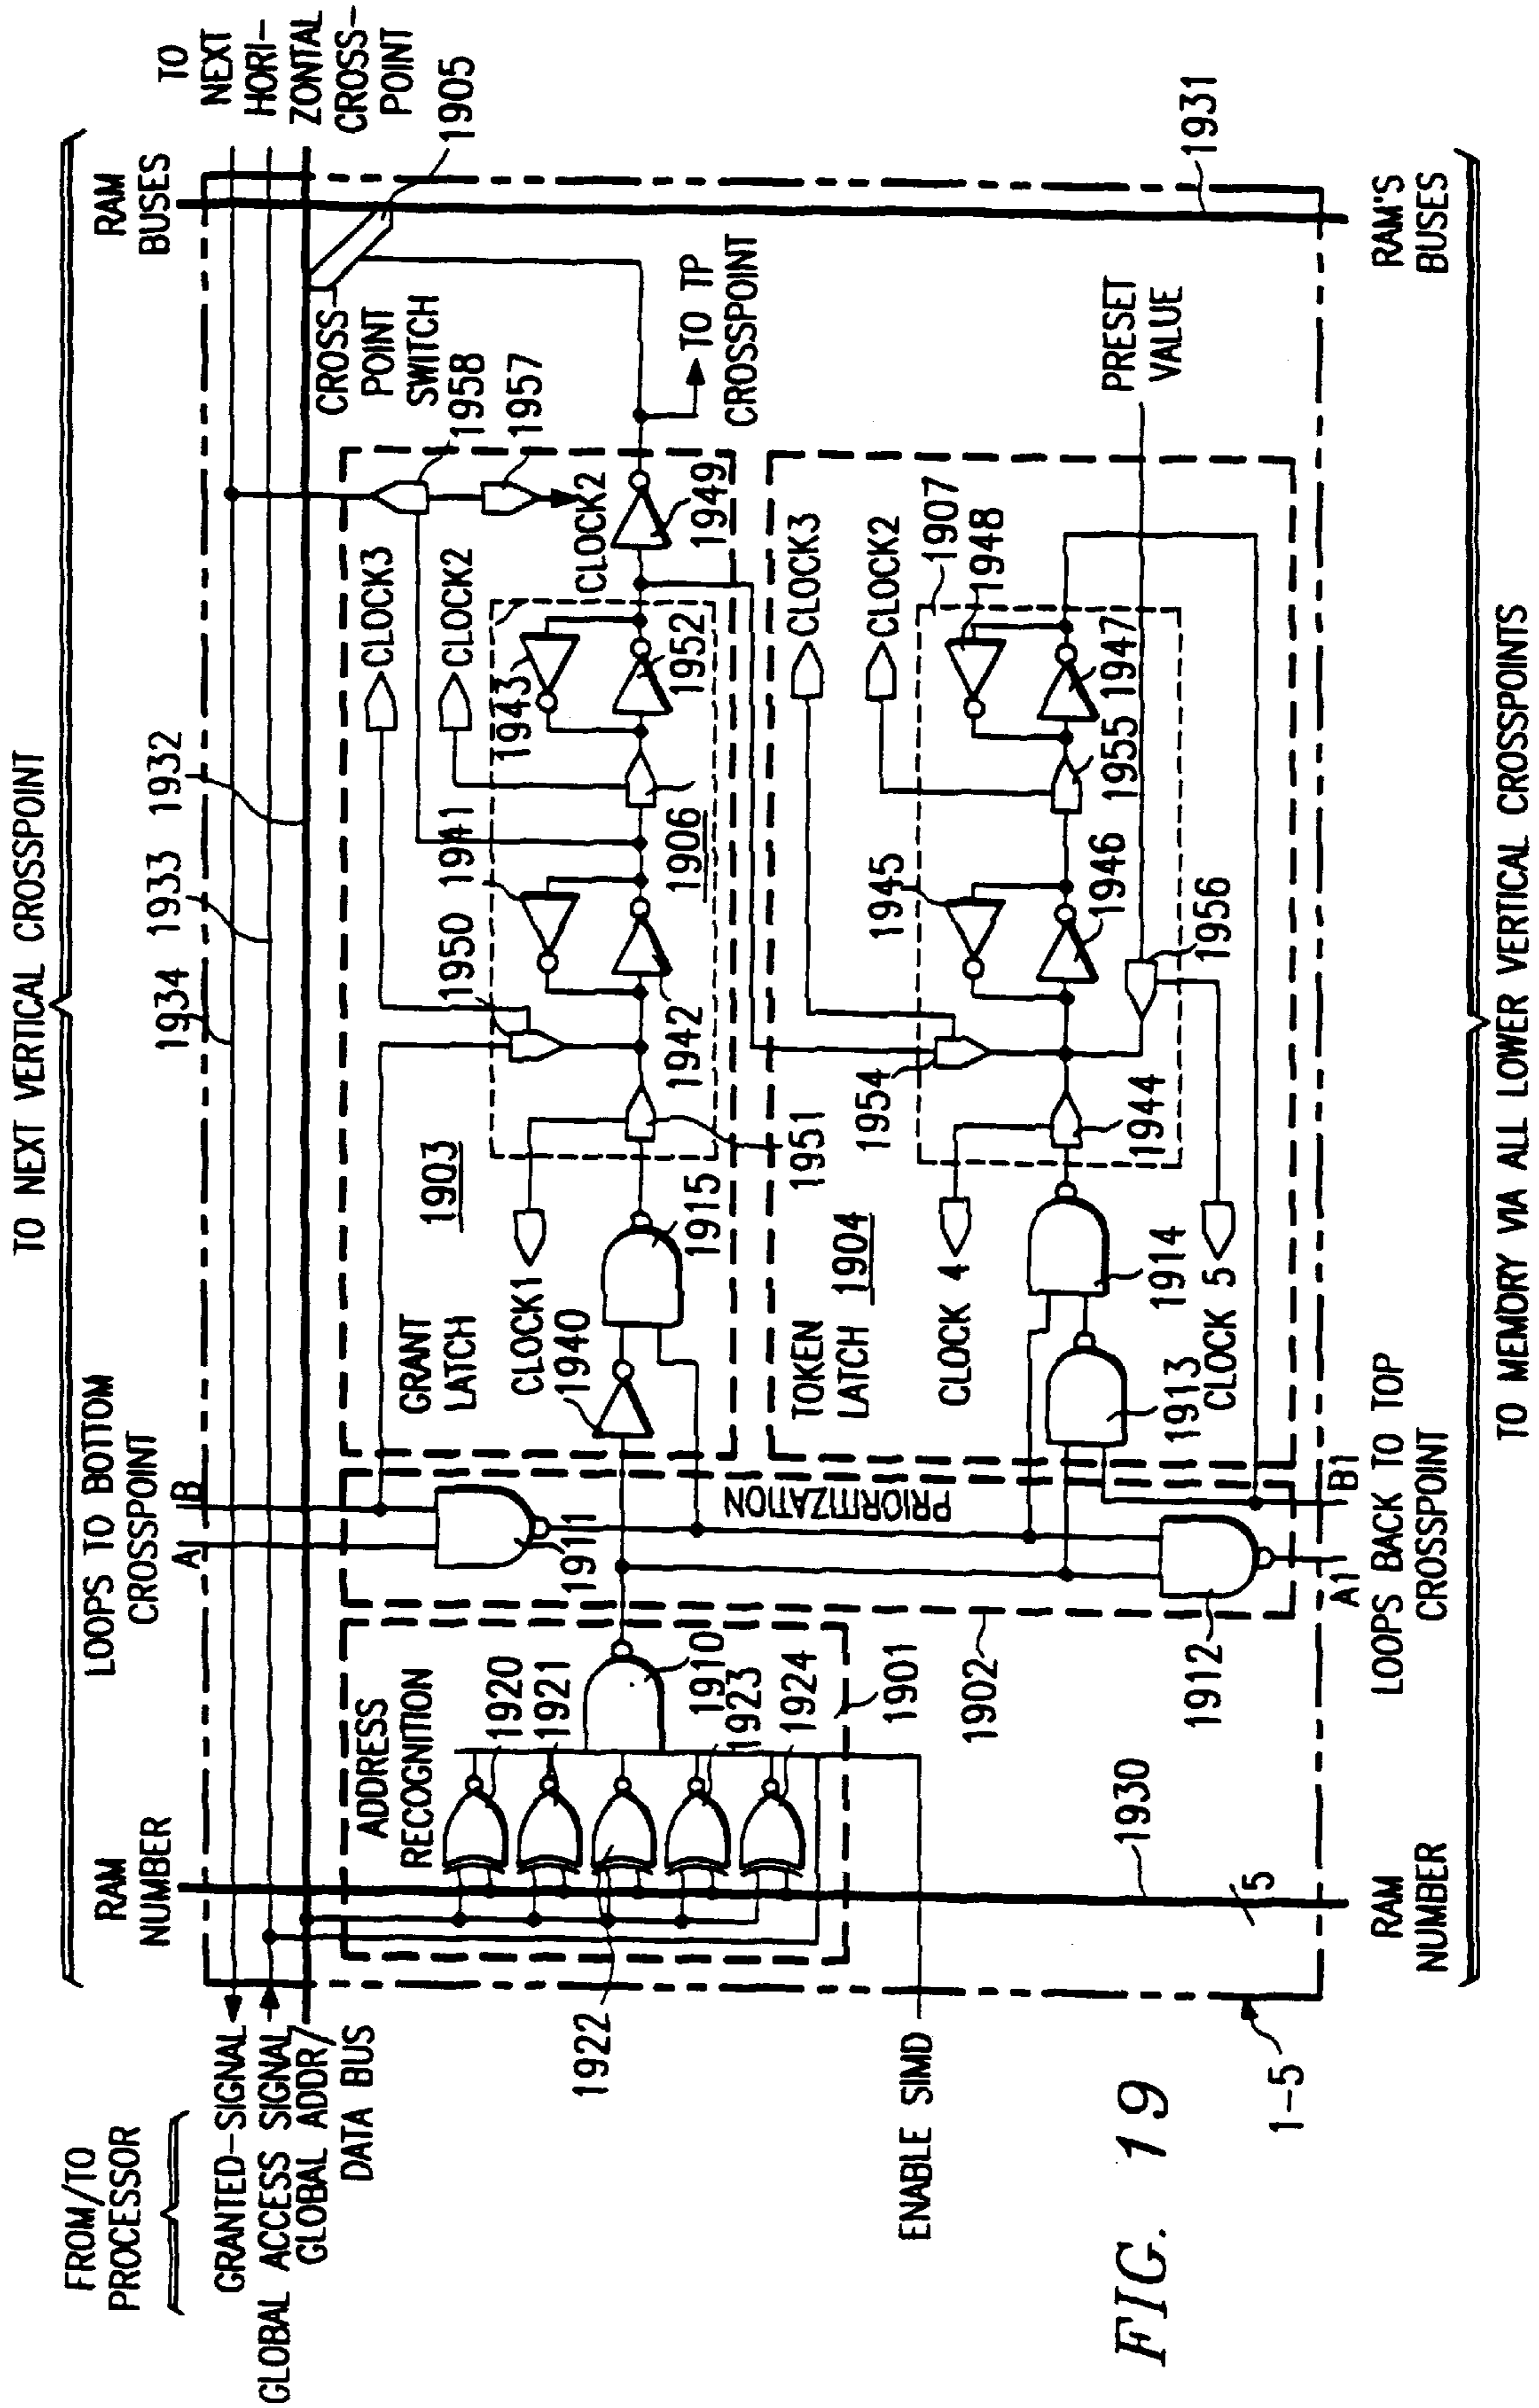 TO NEXT VERTICAL CROSSPOINT
FROM/TO
PROCESSOR
GRANTED-SIGNAL
GLOBAL ACCESS SIGNAL
GLOBAL ADDR/
DATA BUS
RAM
NUMBER
LOOPS TO BOTTOM
CROSSPOINT
A
B
1934
1933
1932
RAM
BUSES
TO
NEXT
HORI-
ZONTAL
CROSS-
POINT
1905
CROSS-
POINT
SWITCH
1958
1957
CLOCK2
ADDRESS
RECOGNITION
1920
1921
1910
1923
1924
1922
1901
1911
PRIORITIZATION
1902
1912
GRANT
LATCH
1903
CLOCK1
1940
1915
1951
1950
1941
1942
1906
CLOCK3
CLOCK2
1943
1952
1949
TO TP
CROSSPOINT
TOKEN
LATCH
1904
CLOCK 4
1913
1914
CLOCK 5
1954
1944
1945
1946
1956
1955
1947
1948
1907
CLOCK3
CLOCK2
PRESET
VALUE
1931
ENABLE SIMD
1930
5
1-5
RAM
NUMBER
A1
B1
LOOPS BACK TO TOP
CROSSPOINT
RAM'S
BUSES
TO MEMORY VIA ALL LOWER VERTICAL CROSSPOINTS
FIG. 19